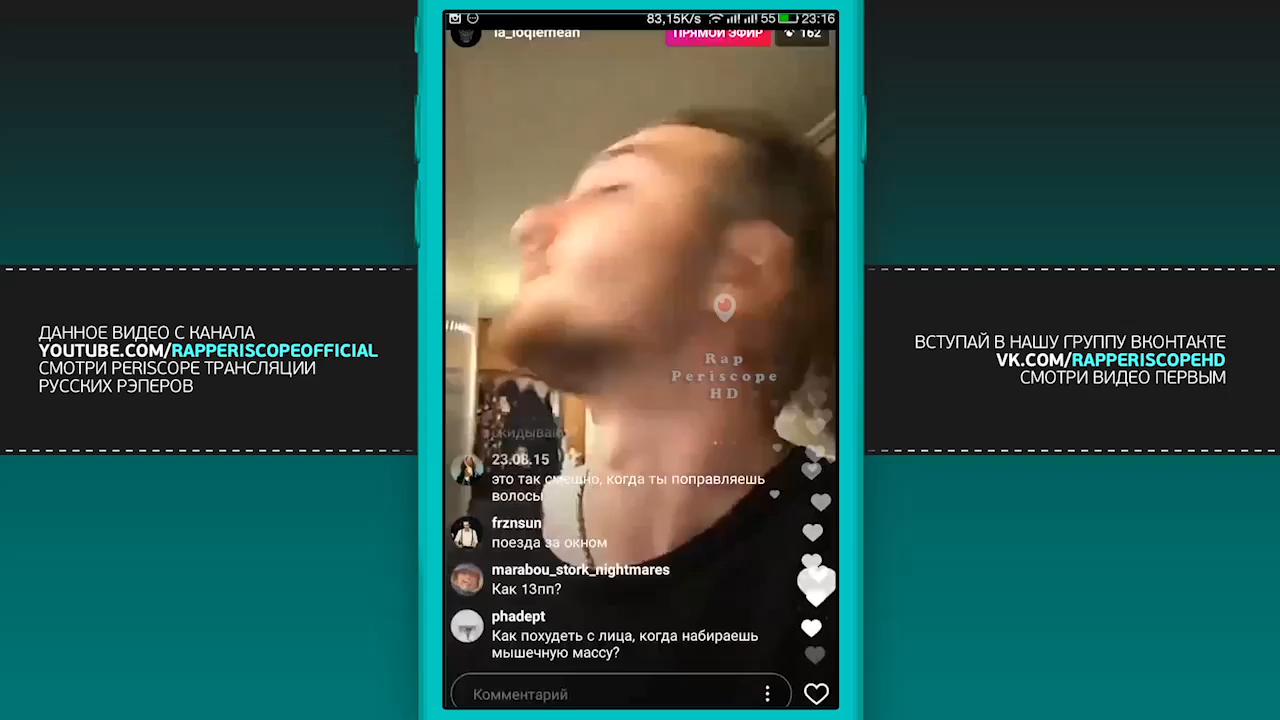 83,15K/s 55 23:16
la_loqiemean ПРЯМОЙ ЭФИР 162
ДАННОЕ ВИДЕО С КАНАЛА
YOUTUBE.COM/RAPPERISCOPEOFFICIAL
СМОТРИ PERISCOPE ТРАНСЛЯЦИИ
РУССКИХ РЭПЕРОВ
ВСТУПАЙ В НАШУ ГРУППУ ВКОНТАКТЕ
VK.COM/RAPPERISCOPEHD
СМОТРИ ВИДЕО ПЕРВЫМ
Rap
Periscope
HD
23.08.15
это так смешно, когда ты поправляешь
волосы
frznsun
поезда за окном
marabou_stork_nightmares
Как 13пп?
phadept
Как похудеть с лица, когда набираешь
мышечную массу?
Комментарий